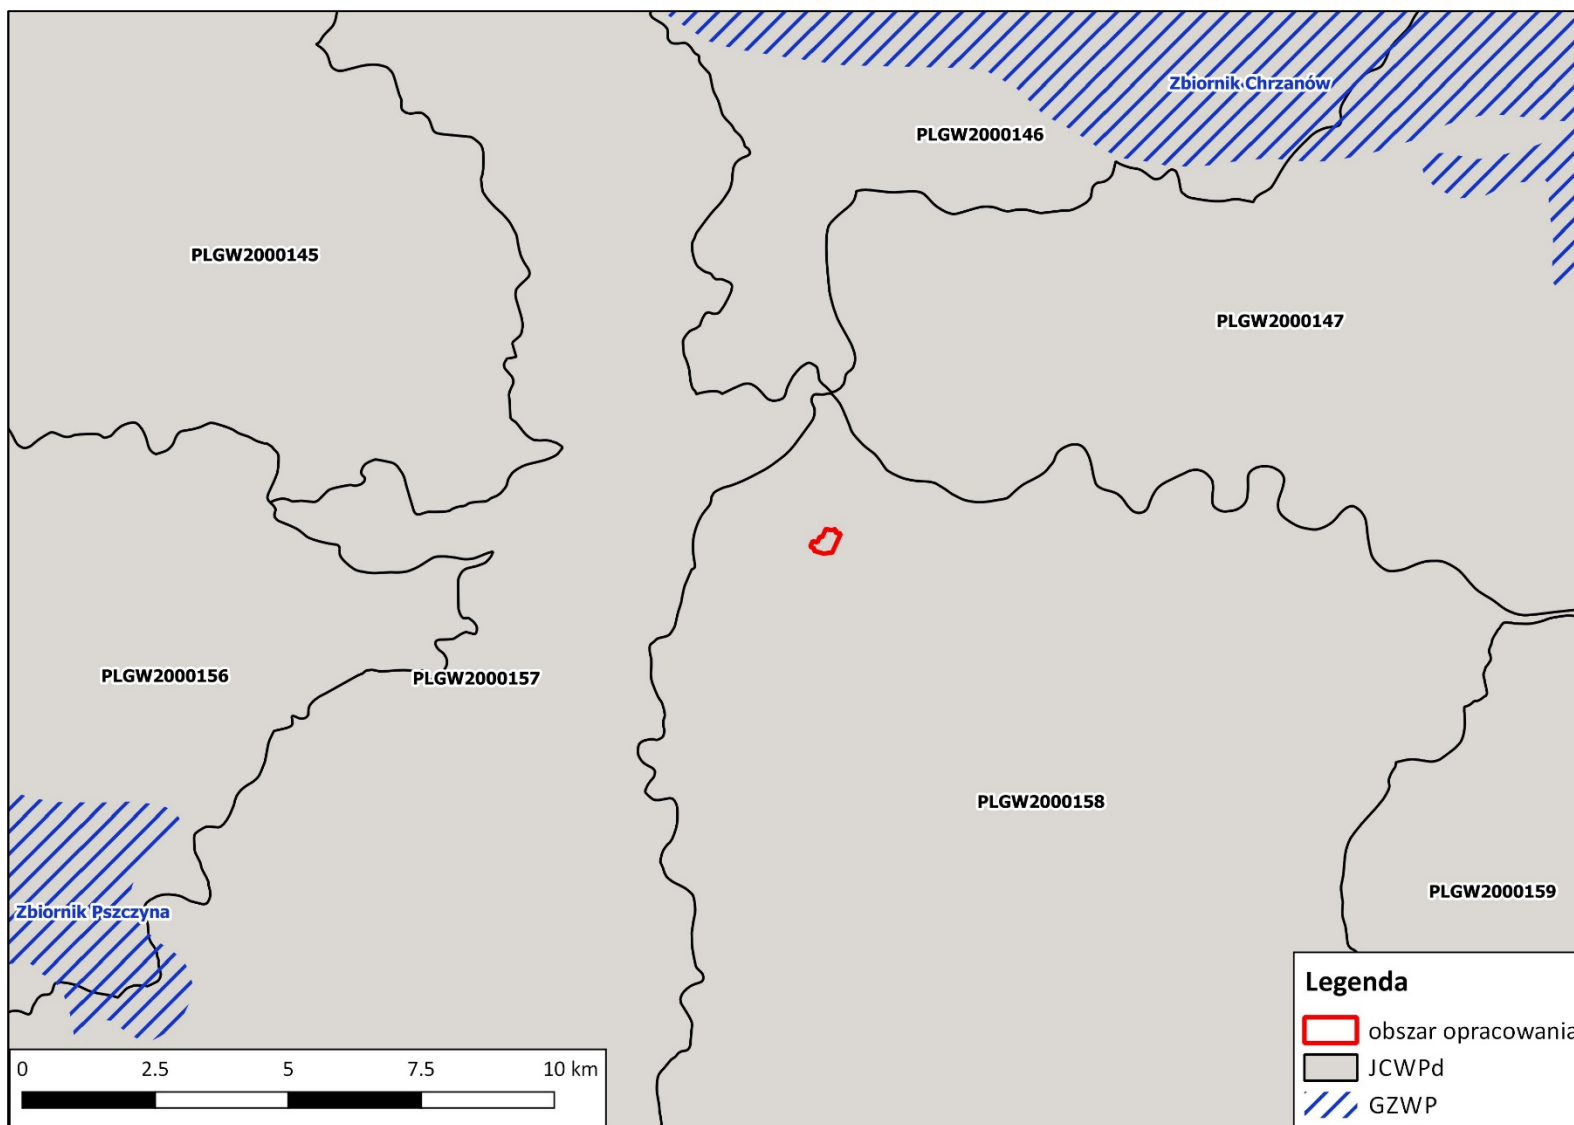 Zbiornik Chrzanów
PLGW2000146
PLGW2000145
PLGW2000147
PLGW2000156
PLGW2000157
PLGW2000158
PLGW2000159
Zbiornik Pszczyna
Legenda
obszar opracowania
JCWPd
GZWP
0 2.5 5 7.5 10 km